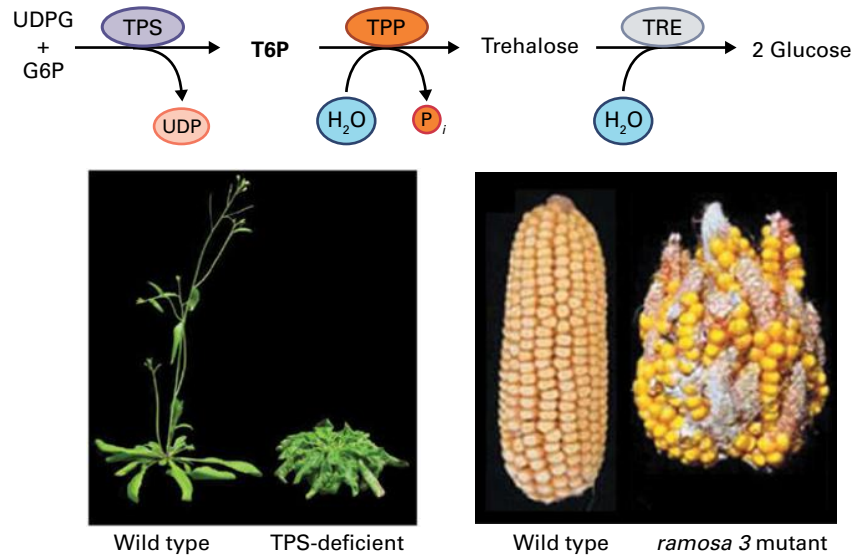 UDPG
+
G6P
TPS
UDP
T6P
TPP
H₂O
P i
Trehalose
TRE
H₂O
2 Glucose
Wild type
TPS-deficient
Wild type
ramosa 3 mutant